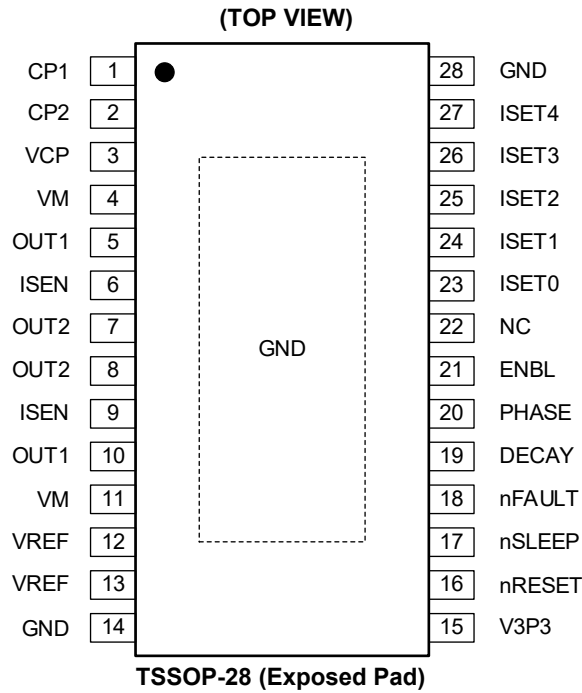 (TOP VIEW)
CP1 1 28 GND
CP2 2 27 ISET4
VCP 3 26 ISET3
VM 4 25 ISET2
OUT1 5 24 ISET1
ISEN 6 23 ISET0
OUT2 7 22 NC
GND
OUT2 8 21 ENBL
ISEN 9 20 PHASE
OUT1 10 19 DECAY
VM 11 18 nFAULT
VREF 12 17 nSLEEP
VREF 13 16 nRESET
GND 14 15 V3P3
TSSOP-28 (Exposed Pad)